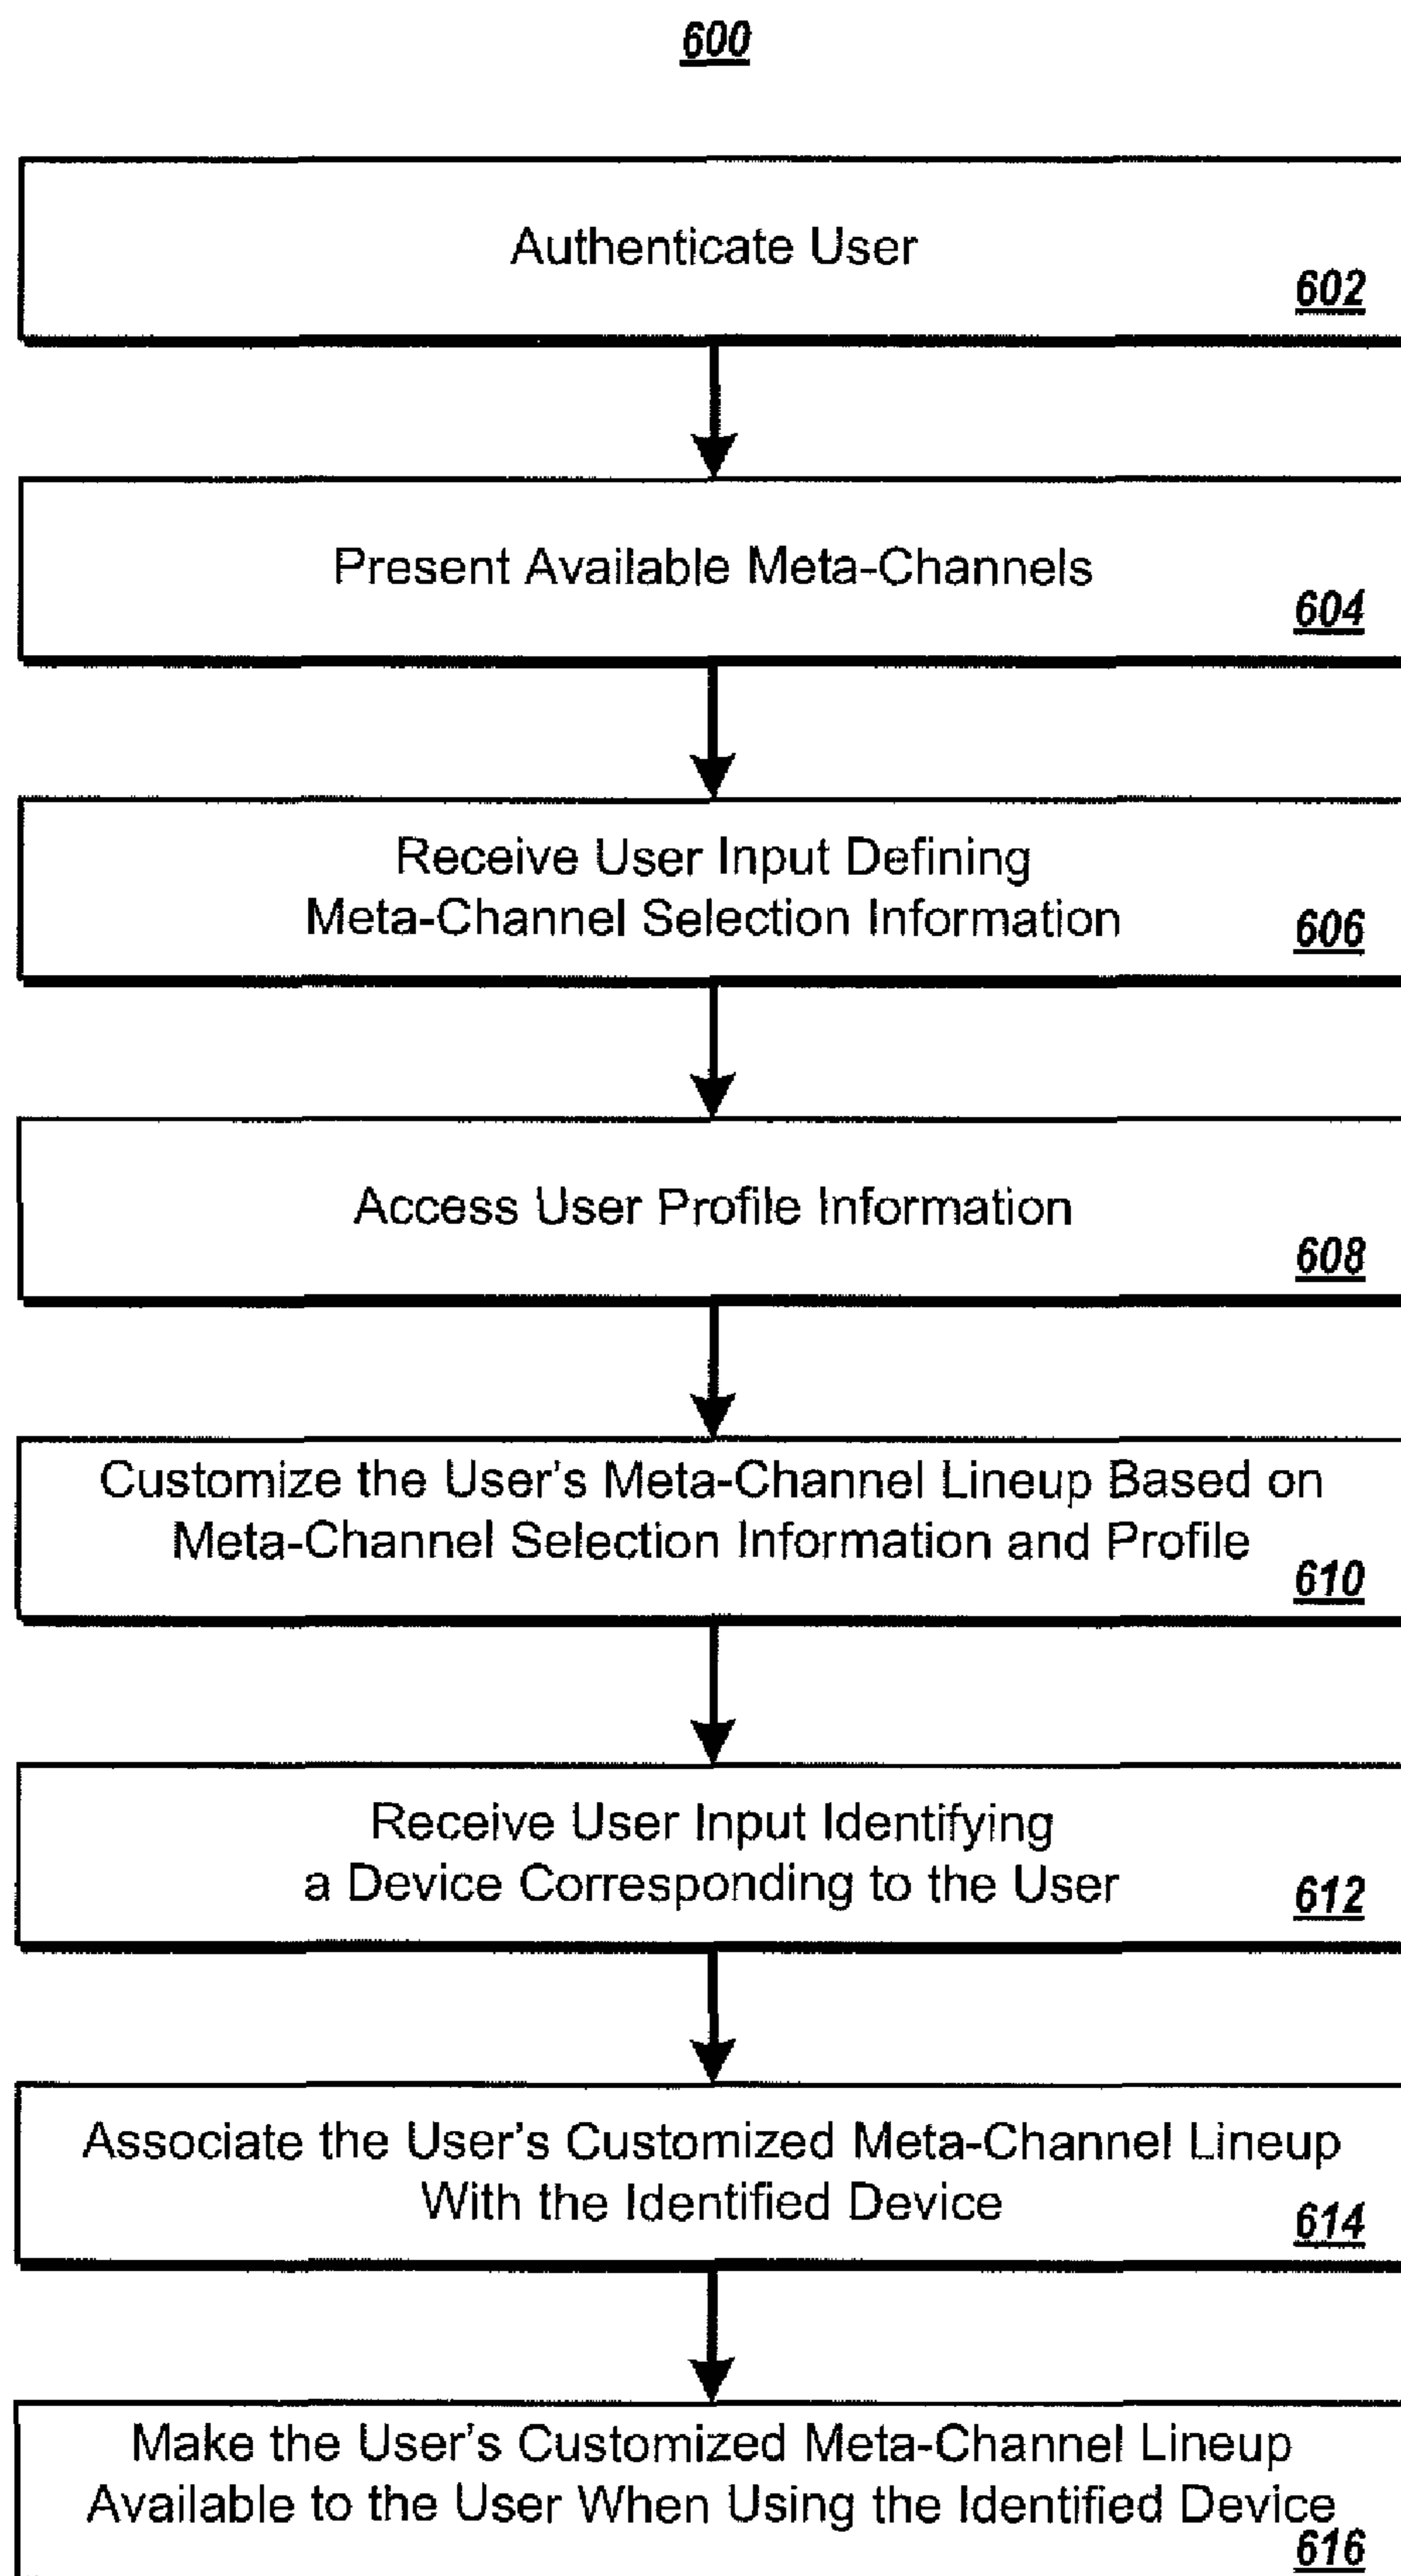 600
Authenticate User
602
Present Available Meta-Channels
604
Receive User Input Defining
Meta-Channel Selection Information
606
Access User Profile Information
608
Customize the User's Meta-Channel Lineup Based on
Meta-Channel Selection Information and Profile
610
Receive User Input Identifying
a Device Corresponding to the User
612
Associate the User's Customized Meta-Channel Lineup
With the Identified Device
614
Make the User's Customized Meta-Channel Lineup
Available to the User When Using the Identified Device
616